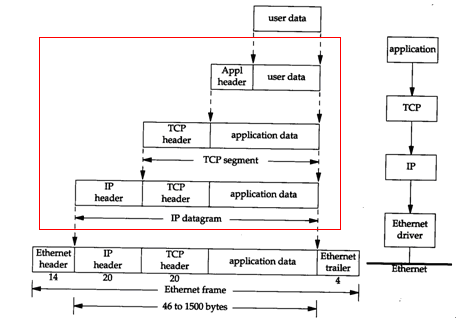 user data
application
Appl header
user data
TCP header
application data
TCP
TCP segment
IP header
TCP header
application data
IP
IP datagram
Ethernet driver
Ethernet header
IP header
TCP header
application data
Ethernet trailer
Ethernet
14
20
20
4
Ethernet frame
46 to 1500 bytes